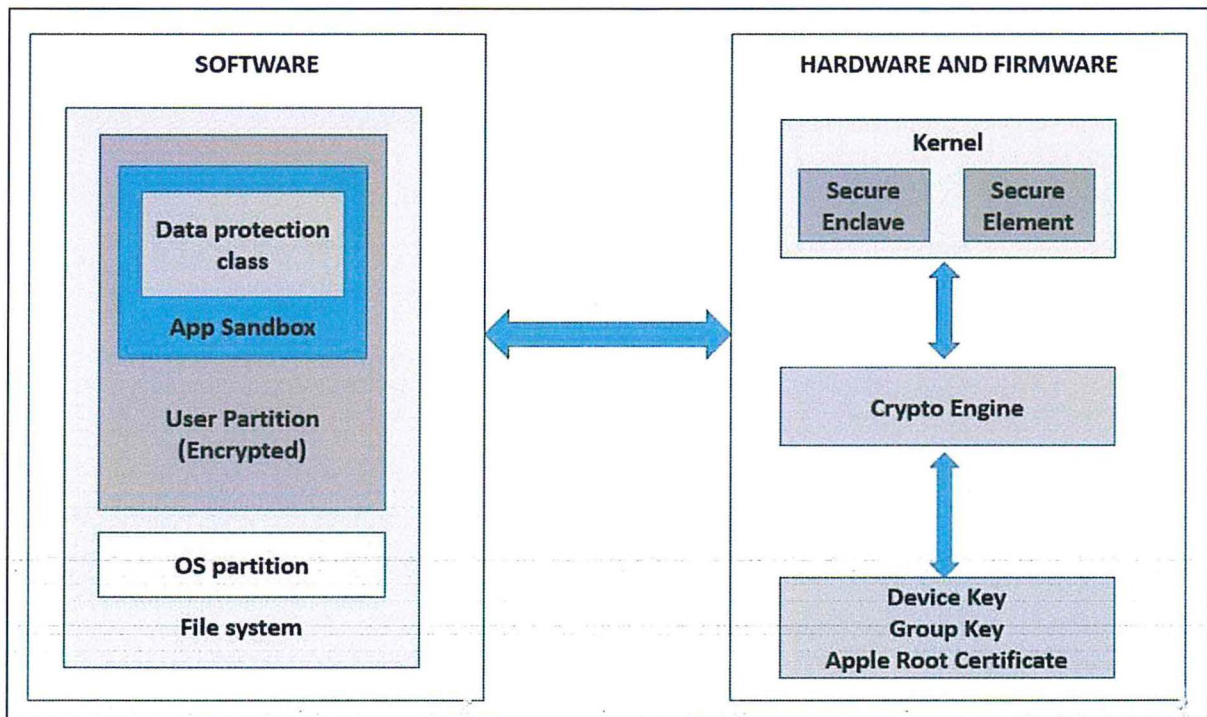 SOFTWARE
Data protection
class
App Sandbox
User Partition
(Encrypted)
OS partition
File system
HARDWARE AND FIRMWARE
Kernel
Secure
Enclave
Secure
Element
Crypto Engine
Device Key
Group Key
Apple Root Certificate